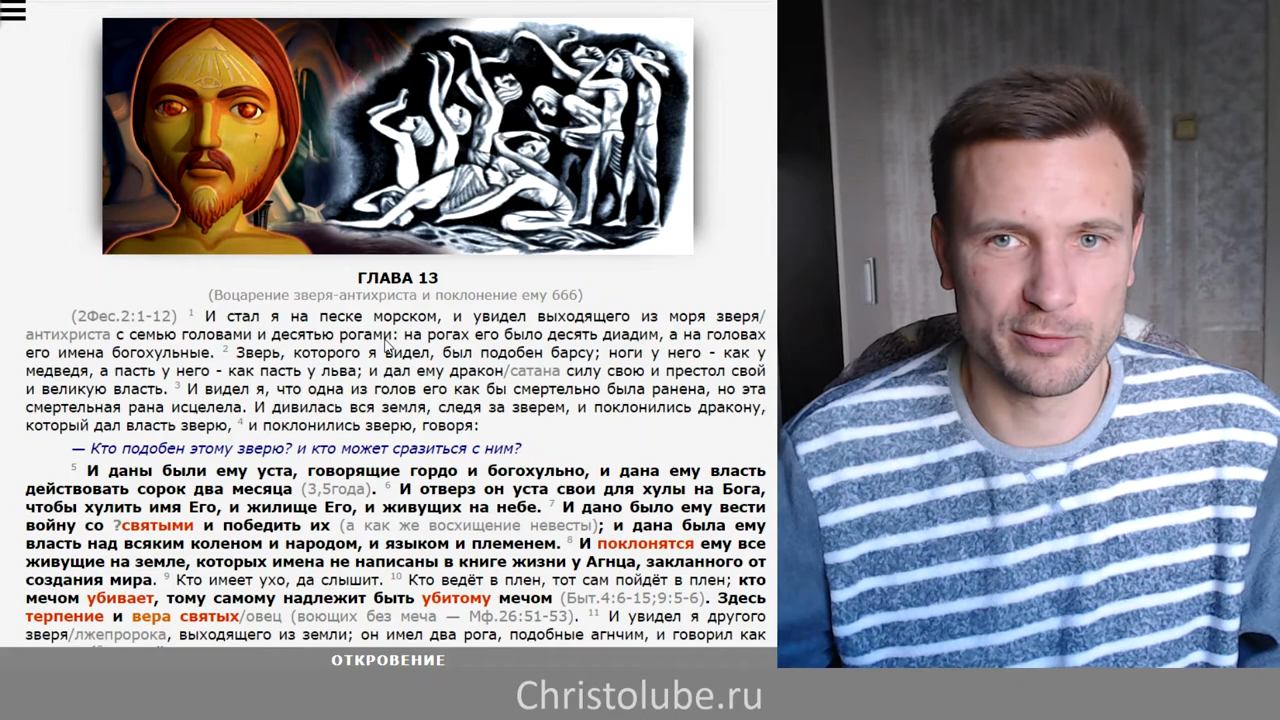 ГЛАВА 13
(Воцарение зверя-антихриста и поклонение ему 666)
(2Фес.2:1-12) 1 И стал я на песке морском, и увидел выходящего из моря зверя/
антихриста с семью головами и десятью рогами: на рогах его было десять диадим, а на головах
его имена богохульные. 2 Зверь, которого я видел, был подобен барсу; ноги у него - как у
медведя, а пасть у него - как пасть у льва; и дал ему дракон/сатана силу свою и престол свой
и великую власть. 3 И видел я, что одна из голов его как бы смертельно была ранена, но эта
смертельная рана исцелела. И дивилась вся земля, следя за зверем, и поклонились дракону,
который дал власть зверю, 4 и поклонились зверю, говоря:
— Кто подобен этому зверю? и кто может сразиться с ним?
5 И даны были ему уста, говорящие гордо и богохульно, и дана ему власть
действовать сорок два месяца (3,5года). 6 И отверз он уста свои для хулы на Бога,
чтобы хулить имя Его, и жилище Его, и живущих на небе. 7 И дано было ему вести
войну со ?святыми и победить их (а как же восхищение невесты); и дана была ему
власть над всяким коленом и народом, и языком и племенем. 8 И поклонятся ему все
живущие на земле, которых имена не написаны в книге жизни у Агнца, закланного от
создания мира. 9 Кто имеет ухо, да слышит. 10 Кто ведёт в плен, тот сам пойдёт в плен; кто
мечом убивает, тому самому надлежит быть убитому мечом (Быт.4:6-15;9:5-6). Здесь
терпение и вера святых/овец (воющих без меча — Мф.26:51-53). 11 И увидел я другого
зверя/лжепророка, выходящего из земли; он имел два рога, подобные агнчим, и говорил как
ОТКРОВЕНИЕ
Christolube.ru